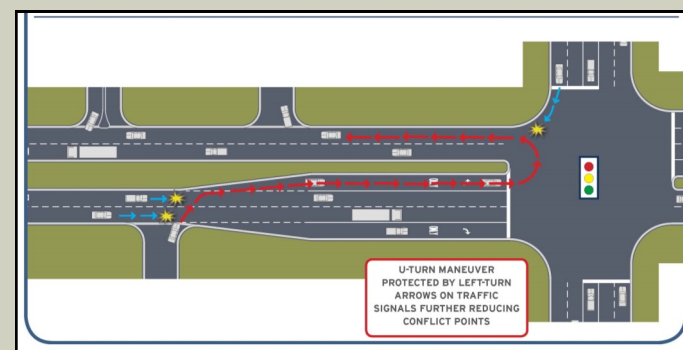 U-TURN MANEUVER
PROTECTED BY LEFT-TURN
ARROWS ON TRAFFIC
SIGNALS FURTHER REDUCING
CONFLICT POINTS